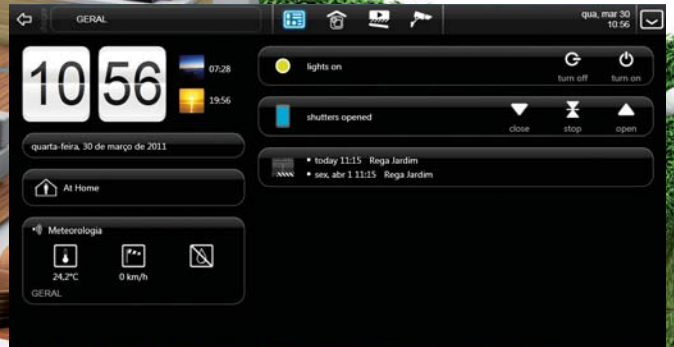 GERAL
qua, mar 30
10:56
10 56
07:28
19:56
quarta-feira, 30 de março de 2011
At Home
Meteorologia
24,2°C 0 km/h
GERAL
lights on
turn off turn on
shutters opened
close stop open
• today 11:15 Rega Jardim
• sex, abr 1 11:15 Rega Jardim